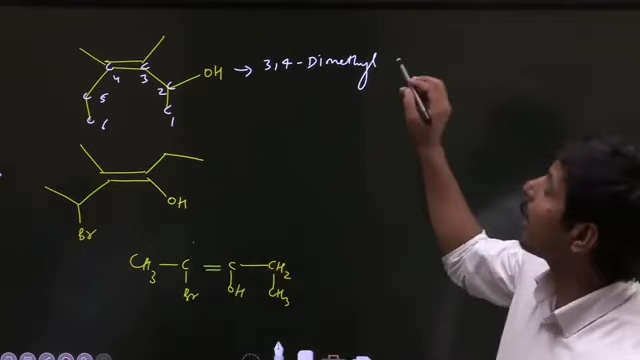 4 3 2 OH → 3,4-Dimethyl
C C C C C C
5 1
6
OH
Br
CH3 — C = C — CH2
Br OH CH3